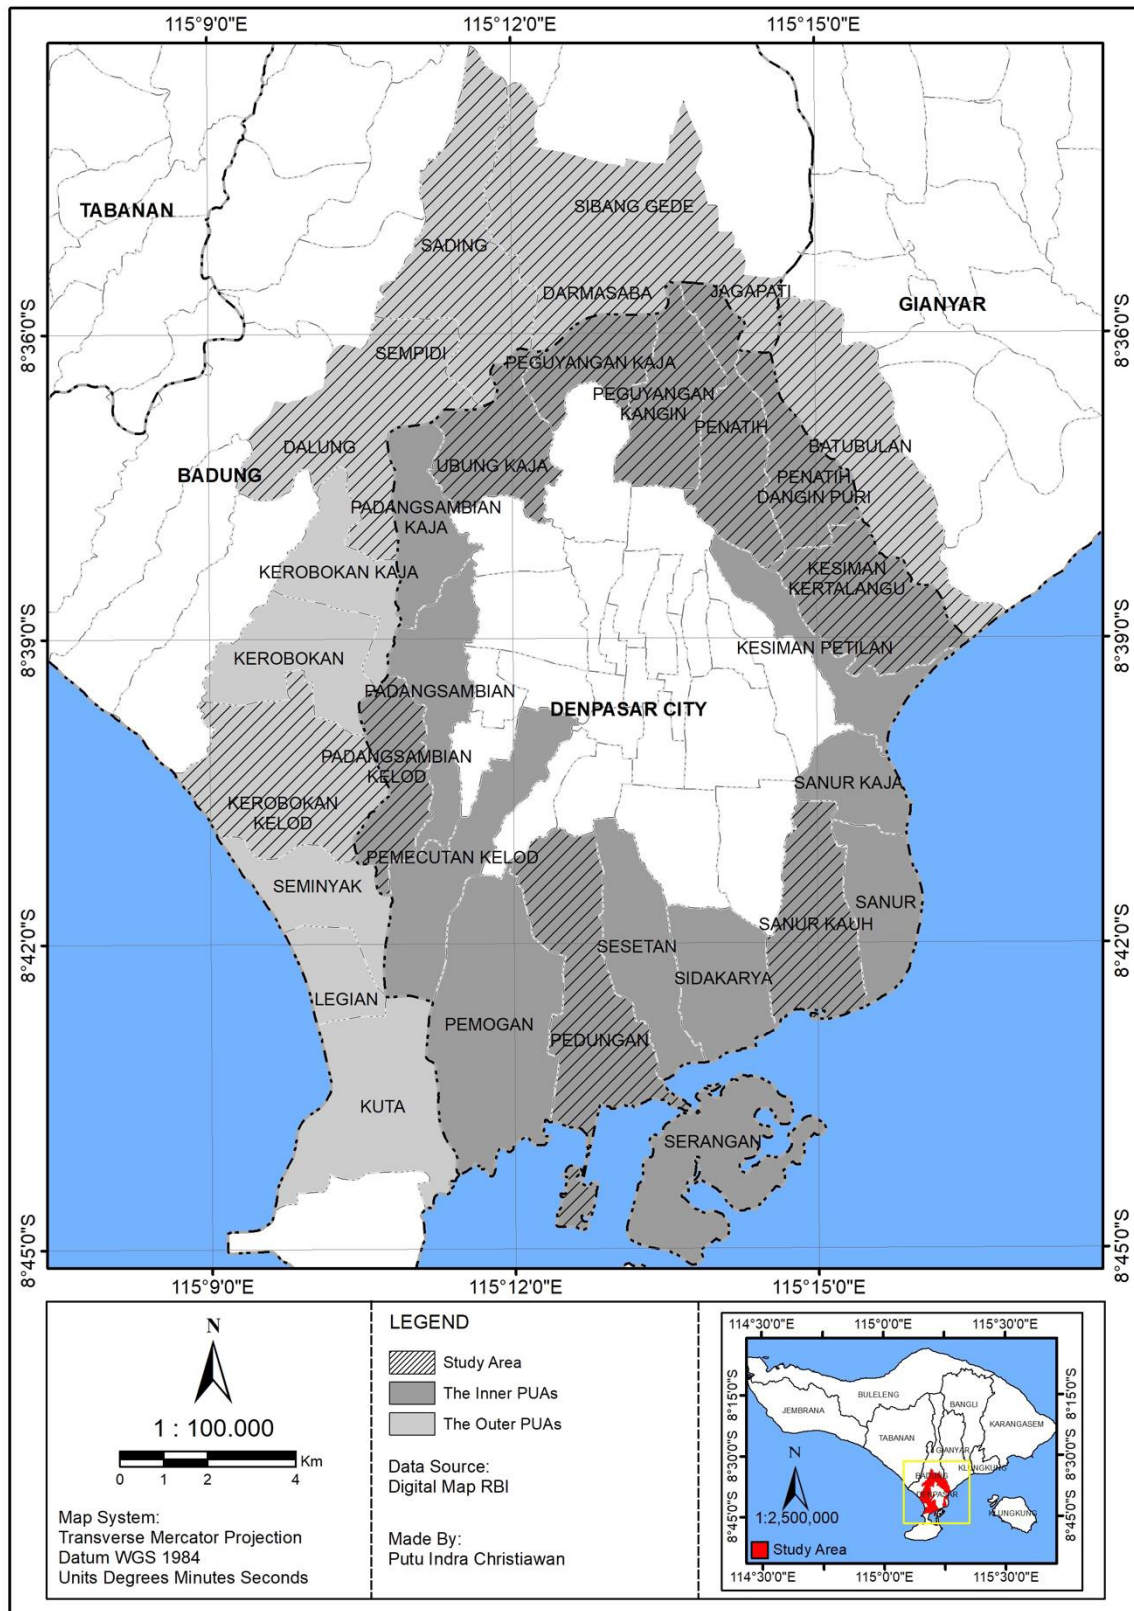 115°9'0"E 115°12'0"E 115°15'0"E
TABANAN
SIBANG GEDE
SADING
DARMASABA
JAGAPATI
GIANYAR
8°36'0"S 8°36'0"S
SEMPIDI
PEGUYANGAN KAJA
PEGUYANGAN
KANGIN
PENATIH
DALUNG
BATUBULAN
BADUNG
UBUNG KAJA
PENATIH
DANGIN PURI
PADANGSAMBIAN
KAJA
KEROBOKAN KAJA
KESIMAN
KERTALANGU
8°39'0"S 8°39'0"S
KEROBOKAN
KESIMAN PETILAN
PADANGSAMBIAN
DENPASAR CITY
PADANGSAMBIAN
KELOD
SANUR KAJA
KEROBOKAN
KELOD
PEMECUTAN KELOD
SEMINYAK
SANUR
SANUR KAUH
8°42'0"S 8°42'0"S
SESETAN
SIDAKARYA
LEGIAN
PEMOGAN
PEDUNGAN
KUTA
SERANGAN
8°45'0"S 8°45'0"S
115°9'0"E 115°12'0"E 115°15'0"E
N
1 : 100.000
0 1 2 4 Km
Map System:
Transverse Mercator Projection
Datum WGS 1984
Units Degrees Minutes Seconds
LEGEND
Study Area
The Inner PUAs
The Outer PUAs
Data Source:
Digital Map RBI
Made By:
Putu Indra Christiawan
114°30'0"E 115°0'0"E 115°30'0"E
8°15'0"S 8°15'0"S
BULELENG
BANGLI
JEMBRANA
KARANGASEM
TABANAN
GIANYAR
8°30'0"S 8°30'0"S
N
KLUNGKUNG
BADUNG
DENPASAR
8°45'0"S 8°45'0"S
KLUNGKUNG
1:2,500,000
Study Area
114°30'0"E 115°0'0"E 115°30'0"E